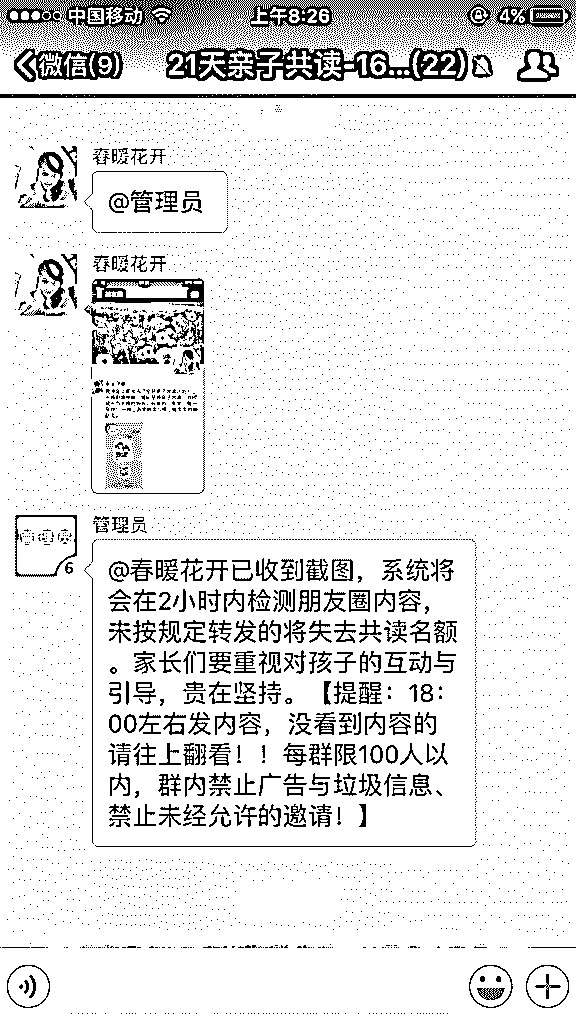 中国移动 上午8:26 4%
微信(9) 21天亲子共读-16...(22)
春暖花开
@管理员
春暖花开
管理员
6
@春暖花开已收到截图，系统将
会在2小时内检测朋友圈内容，
未按规定转发的将失去共读名额
。家长们要重视对孩子的互动与
引导，贵在坚持。【提醒：18：
00左右发内容，没看到内容的
请往上翻看！！每群限100人以
内，群内禁止广告与垃圾信息、
禁止未经允许的邀请！】